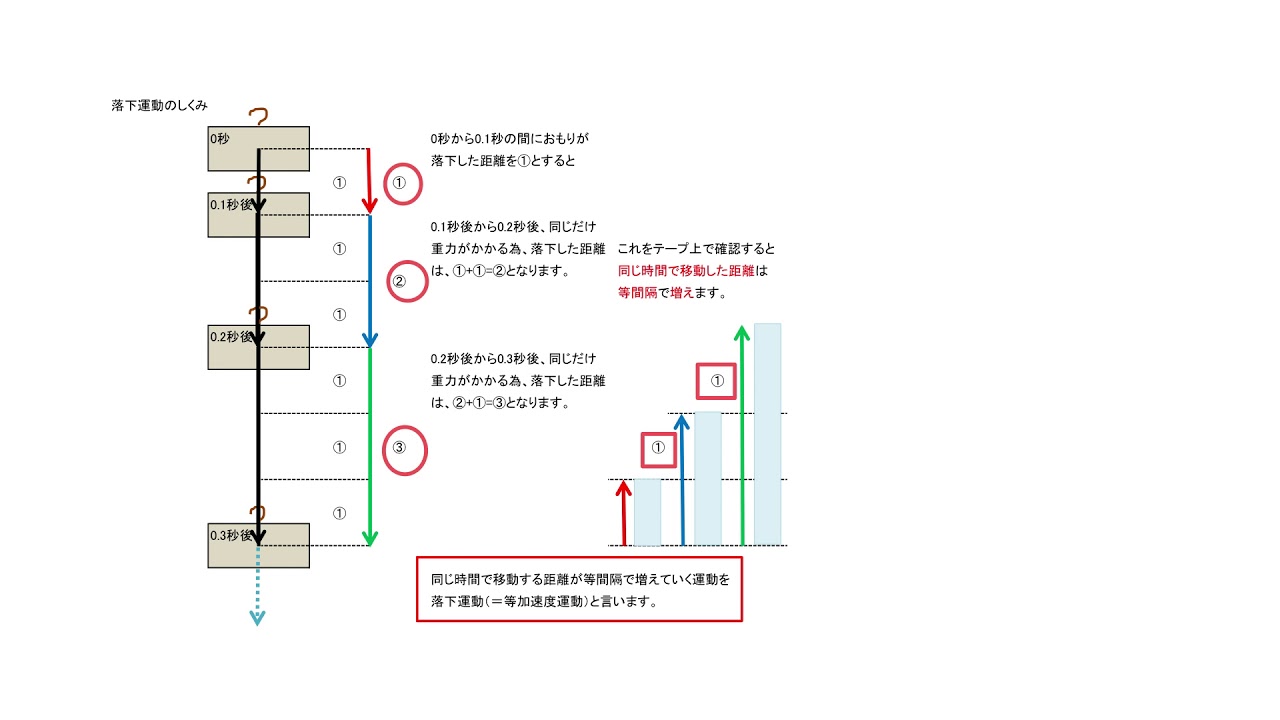 落下運動のしくみ
0秒
0.1秒後
0.2秒後
0.3秒後
①
①
①
①
①
①
①
②
③
0秒から0.1秒の間におもりが
落下した距離を①とすると
0.1秒後から0.2秒後、同じだけ
重力がかかる為、落下した距離
は、①+①=②となります。
0.2秒後から0.3秒後、同じだけ
重力がかかる為、落下した距離
は、②+①=③となります。
これをテープ上で確認すると
同じ時間で移動した距離は
等間隔で増えます。
①
①
同じ時間で移動する距離が等間隔で増えていく運動を
落下運動(=等加速度運動)と言います。